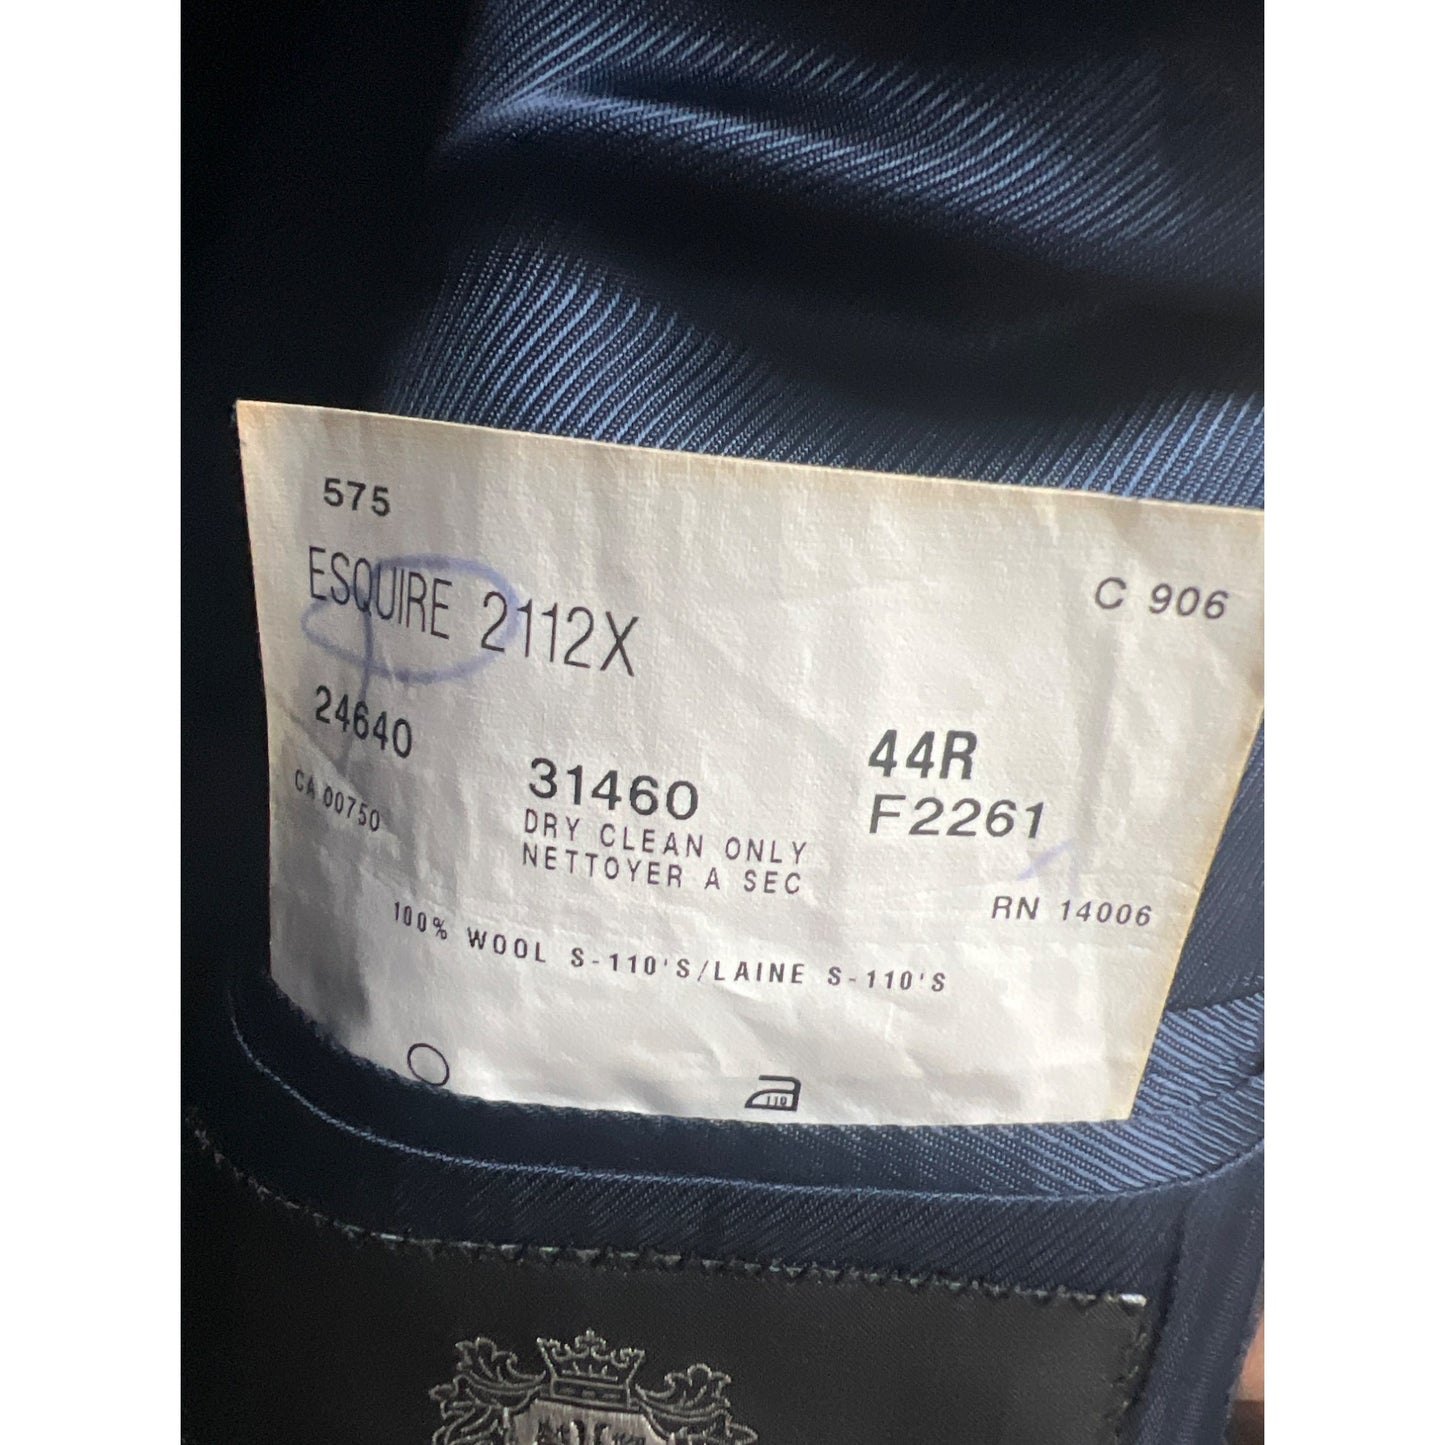 575
ESQUIRE 2112X
C 906
24640
44R
CA 00750
31460
F2261
DRY CLEAN ONLY
NETTOYER A SEC
RN 14006
100% WOOL S-110'S/LAINE S-110'S
110